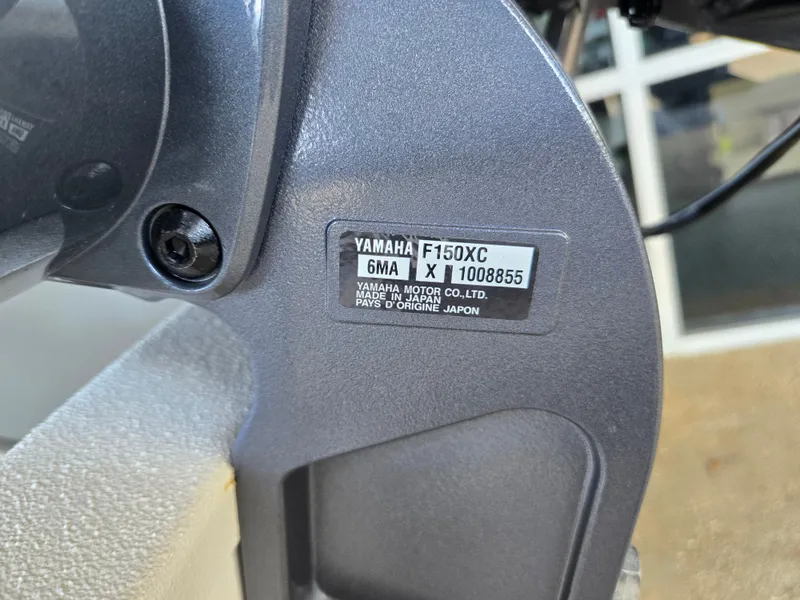 YAMAHA F150XC
6MA X 1008855
YAMAHA MOTOR CO.,LTD.
MADE IN JAPAN
PAYS D'ORIGINE JAPON